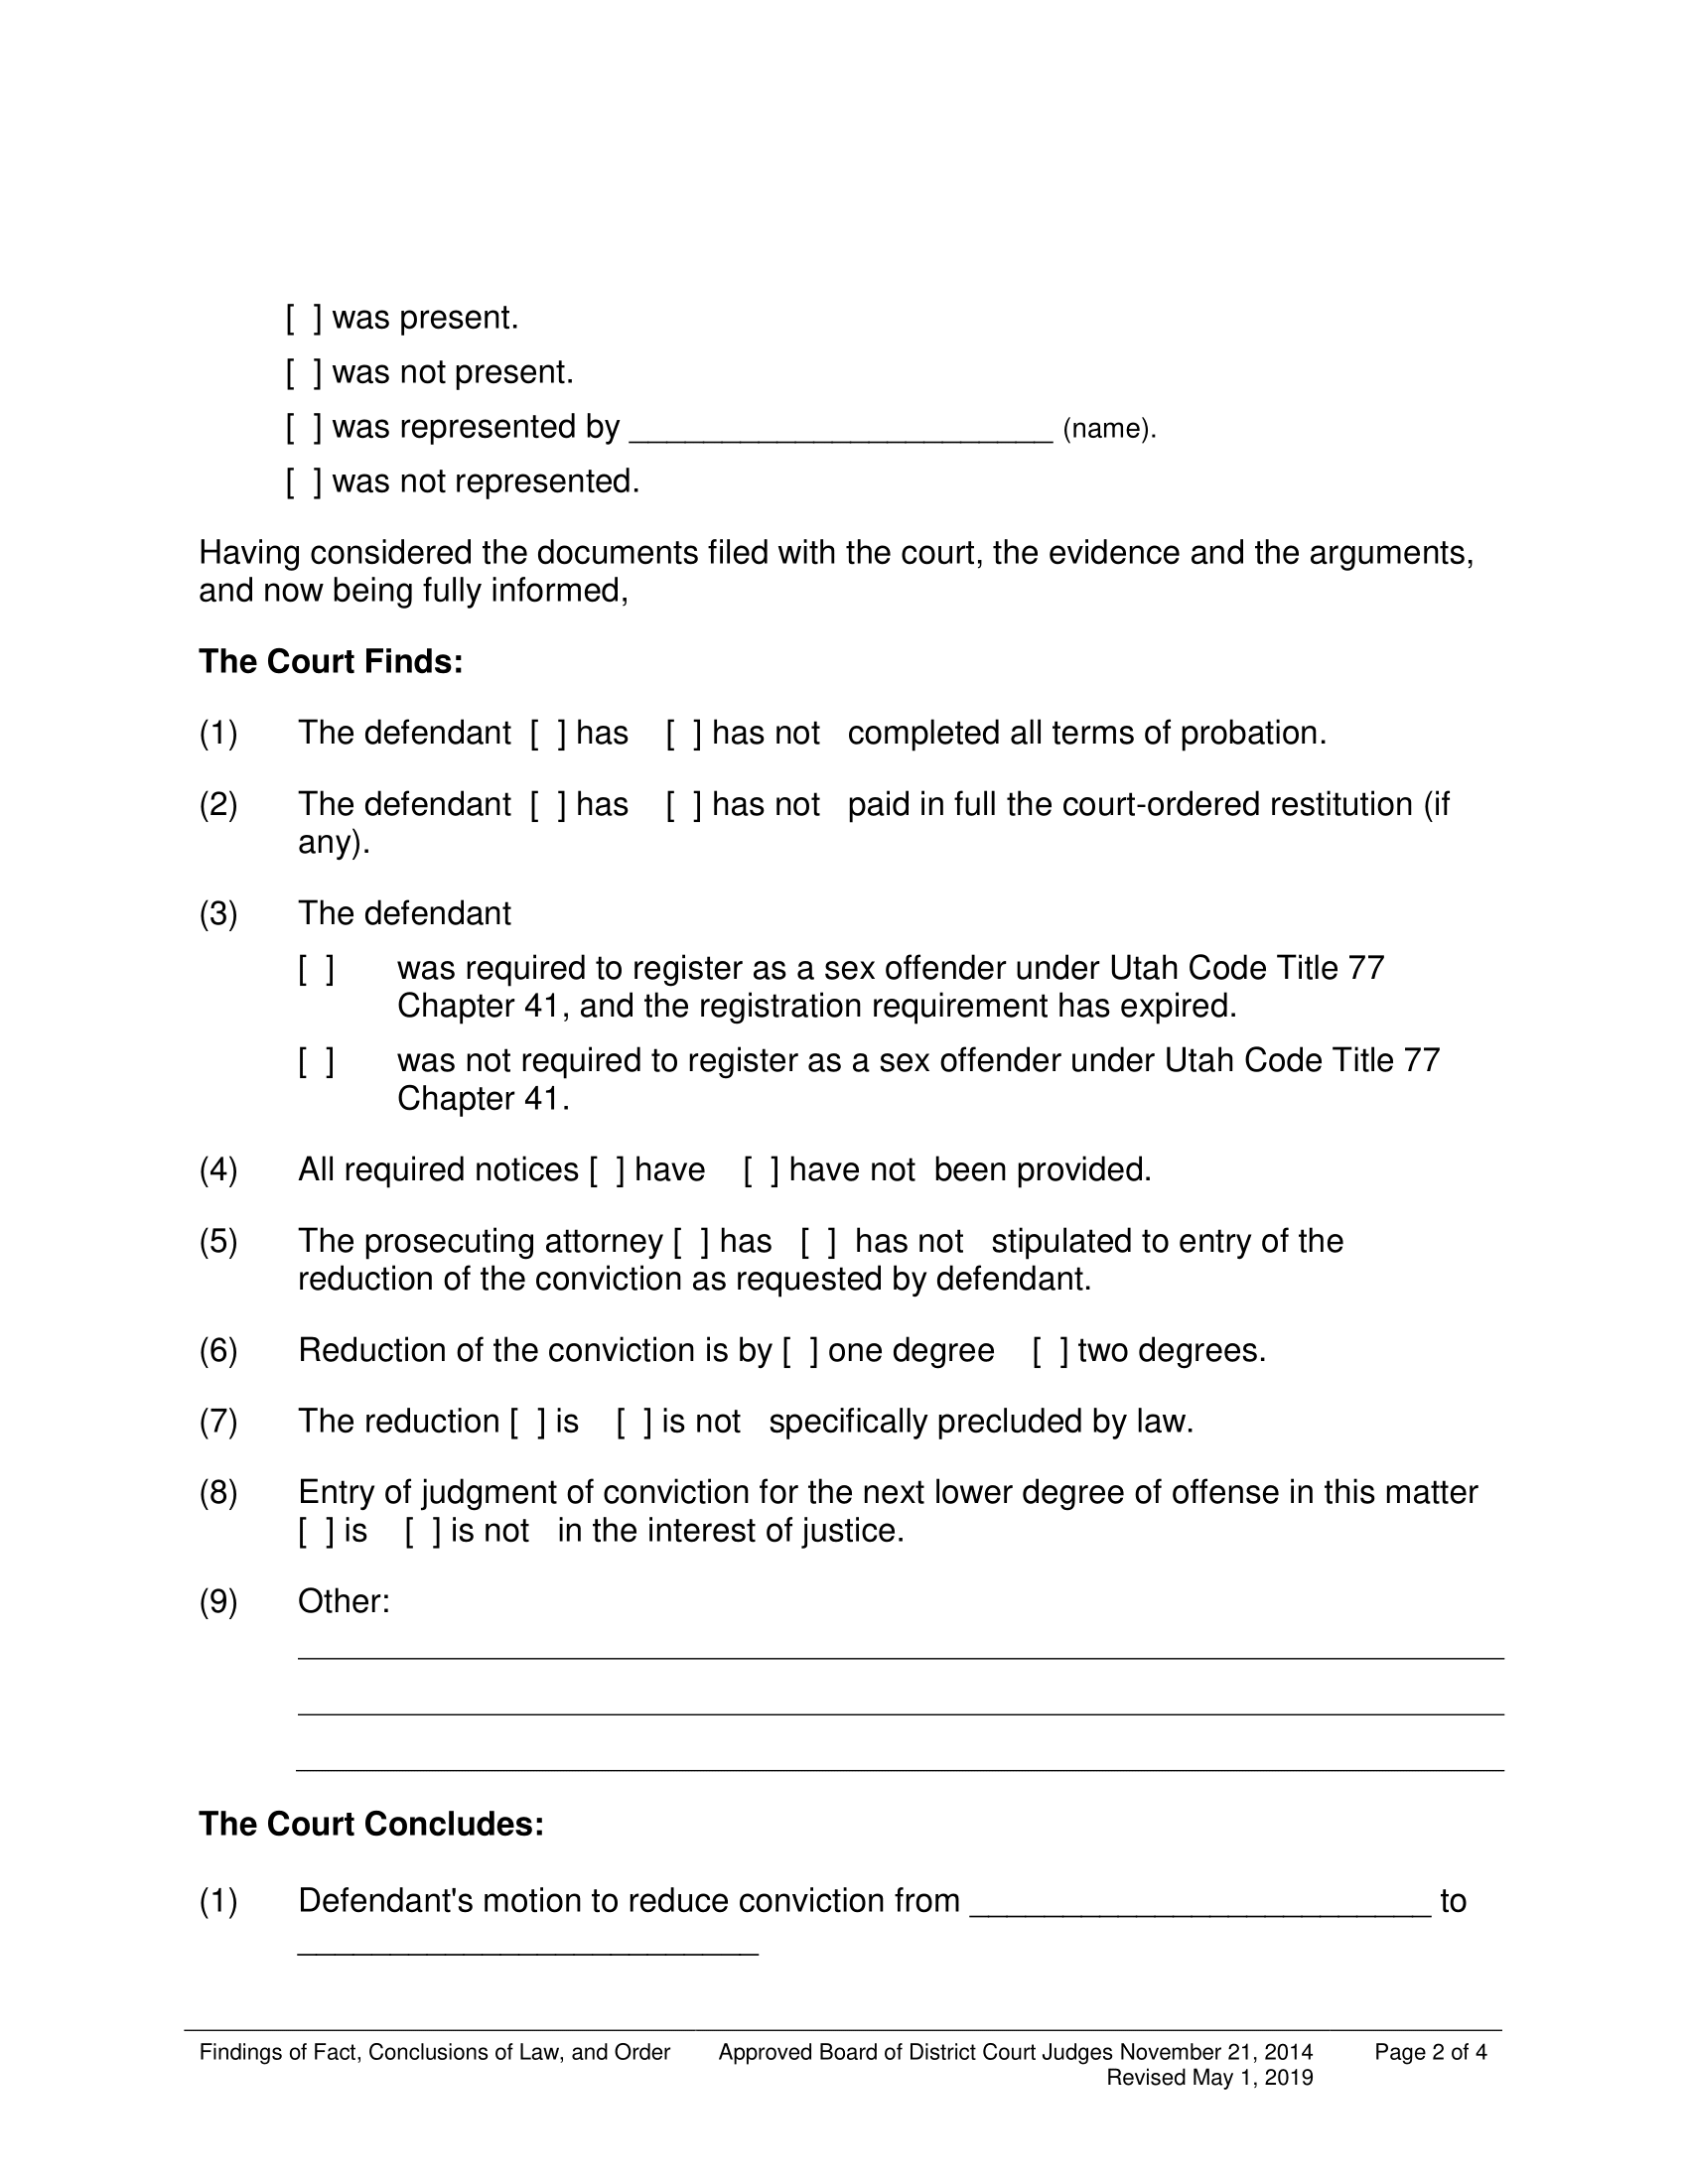 [ ] was present.
[ ] was not present.
[ ] was represented by _______________________ (name).
[ ] was not represented.
Having considered the documents filed with the court, the evidence and the arguments,
and now being fully informed,
The Court Finds:
(1) The defendant [ ] has [ ] has not completed all terms of probation.
(2) The defendant [ ] has [ ] has not paid in full the court-ordered restitution (if
any).
(3) The defendant
[ ] was required to register as a sex offender under Utah Code Title 77
Chapter 41, and the registration requirement has expired.
[ ] was not required to register as a sex offender under Utah Code Title 77
Chapter 41.
(4) All required notices [ ] have [ ] have not been provided.
(5) The prosecuting attorney [ ] has [ ] has not stipulated to entry of the
reduction of the conviction as requested by defendant.
(6) Reduction of the conviction is by [ ] one degree [ ] two degrees.
(7) The reduction [ ] is [ ] is not specifically precluded by law.
(8) Entry of judgment of conviction for the next lower degree of offense in this matter
[ ] is [ ] is not in the interest of justice.
(9) Other:
The Court Concludes:
(1) Defendant's motion to reduce conviction from _________________________ to
_________________________
Findings of Fact, Conclusions of Law, and Order Approved Board of District Court Judges November 21, 2014 Page 2 of 4
Revised May 1, 2019